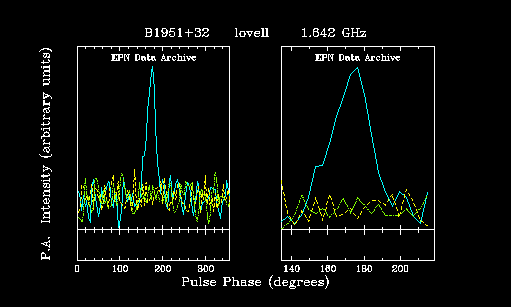 B1951+32 lovell 1.642 GHz
EPN Data Archive EPN Data Archive
P.A. Intensity (arbitrary units)
0 100 200 300 140 160 180 200
Pulse Phase (degrees)